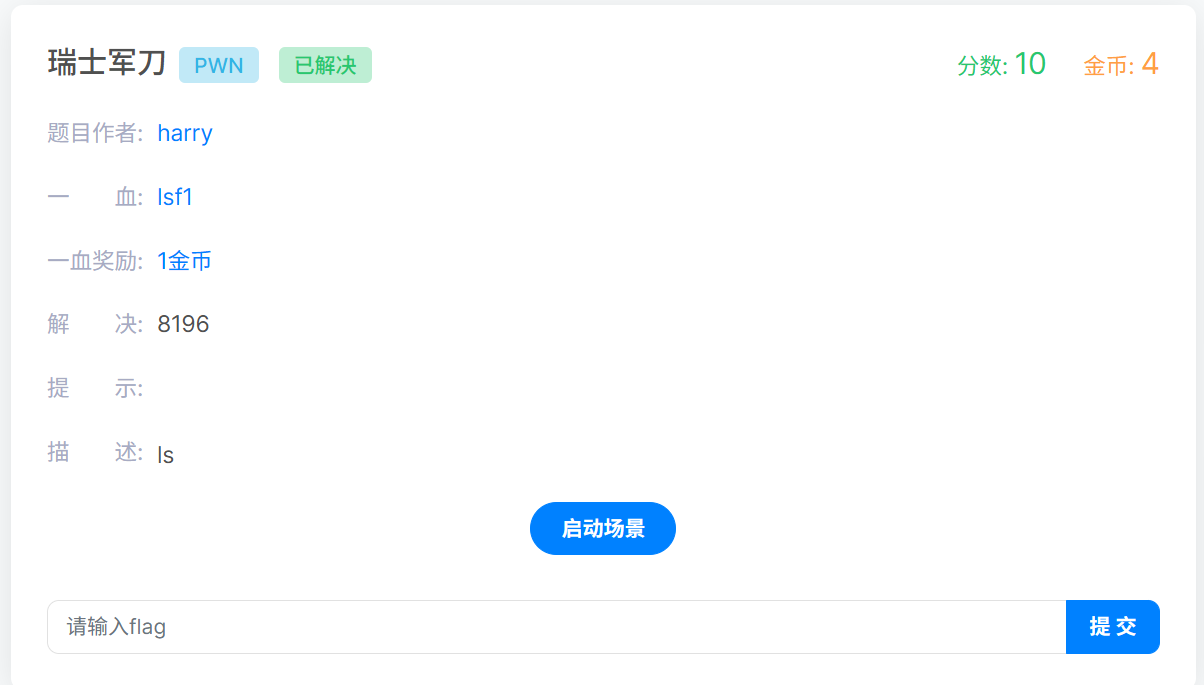 瑞士军刀 PWN 已解决 分数: 10 金币: 4
题目作者: harry
一 血: lsf1
一血奖励: 1金币
解 决: 8196
提 示:
描 述: ls
启动场景
请输入flag 提 交